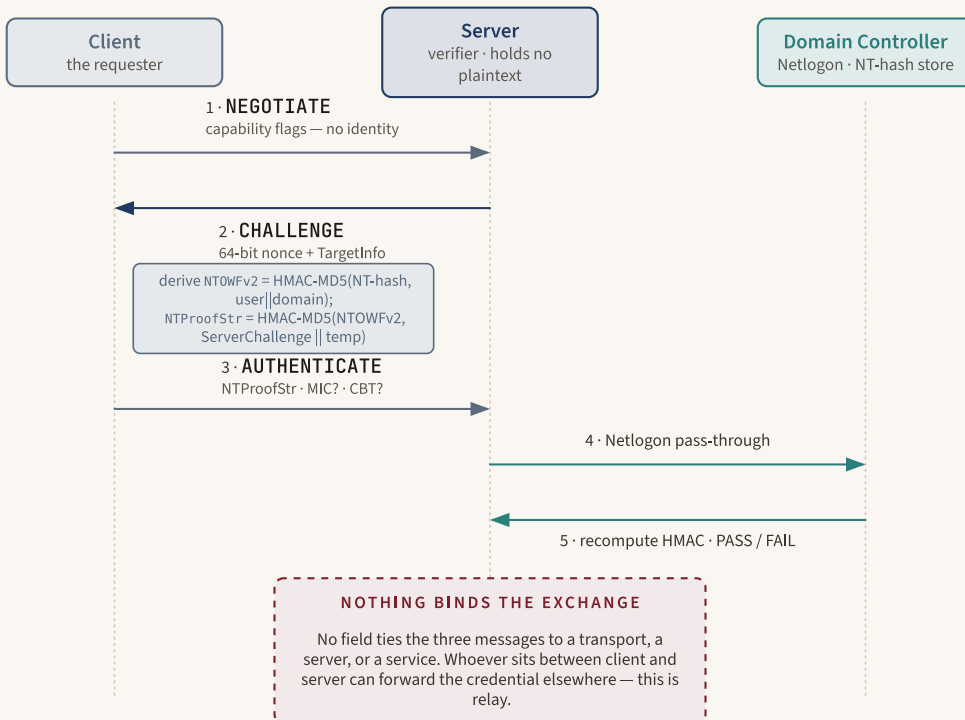 Client
the requester
Server
verifier · holds no
plaintext
Domain Controller
Netlogon · NT-hash store
1 · NEGOTIATE
capability flags — no identity
2 · CHALLENGE
64-bit nonce + TargetInfo
derive NTOWFv2 = HMAC-MD5(NT-hash,
user||domain);
NTProofStr = HMAC-MD5(NTOWFv2,
ServerChallenge || temp)
3 · AUTHENTICATE
NTProofStr · MIC? · CBT?
4 · Netlogon pass-through
5 · recompute HMAC · PASS / FAIL
NOTHING BINDS THE EXCHANGE
No field ties the three messages to a transport, a
server, or a service. Whoever sits between client and
server can forward the credential elsewhere — this is
relay.